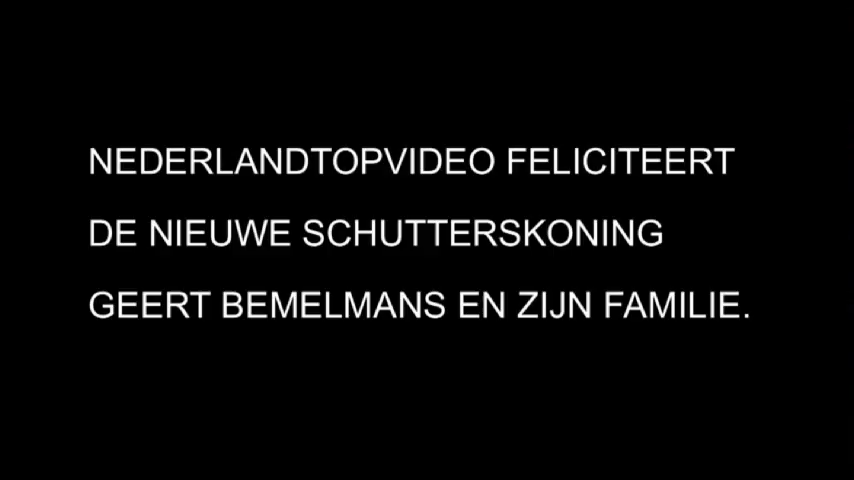 NEDERLANDTOPVIDEO FELICITEERT
DE NIEUWE SCHUTTERSKONING
GEERT BEMELMANS EN ZIJN FAMILIE.